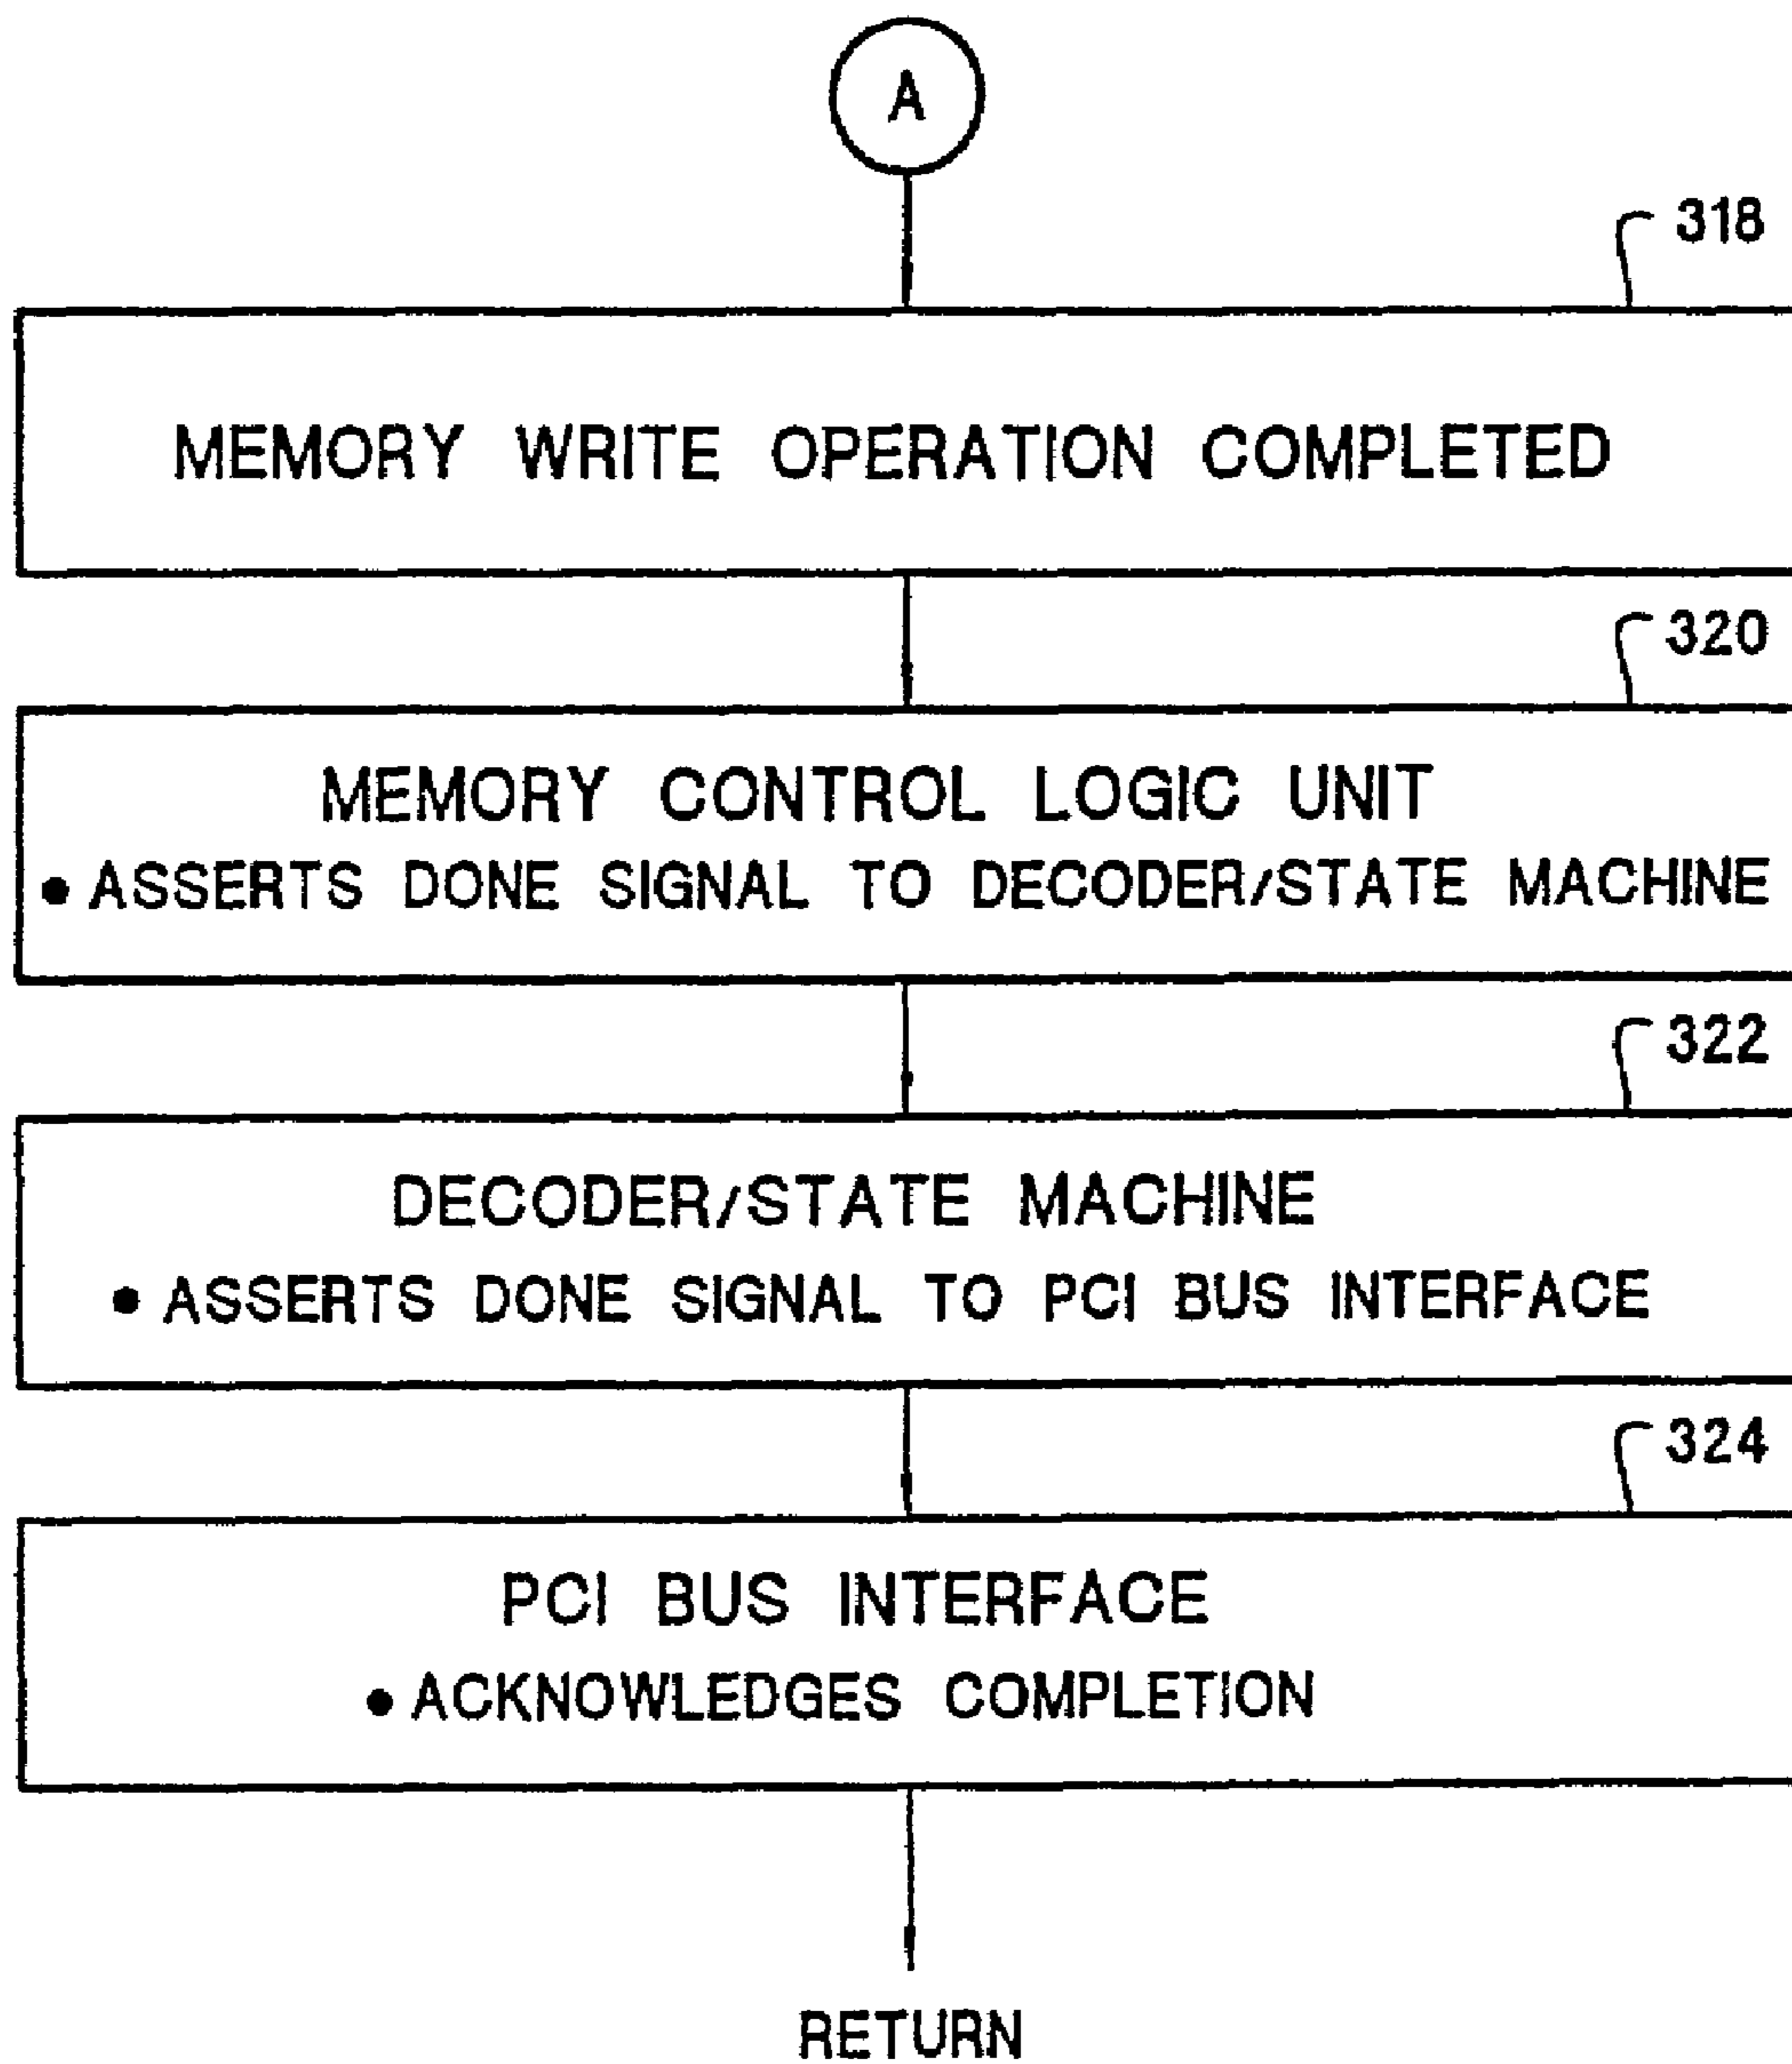 A
318
MEMORY WRITE OPERATION COMPLETED
320
MEMORY CONTROL LOGIC UNIT
• ASSERTS DONE SIGNAL TO DECODER/STATE MACHINE
322
DECODER/STATE MACHINE
• ASSERTS DONE SIGNAL TO PCI BUS INTERFACE
324
PCI BUS INTERFACE
• ACKNOWLEDGES COMPLETION
RETURN